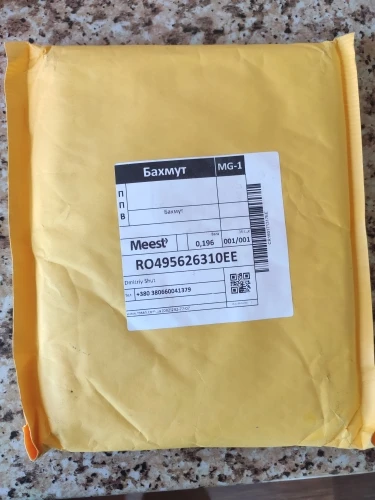 Бахмут MG-1
П
П
В
Бахмут
Meest 0,196 001/001
RO495626310EE
Dmitriy Shul
+380 380660041379